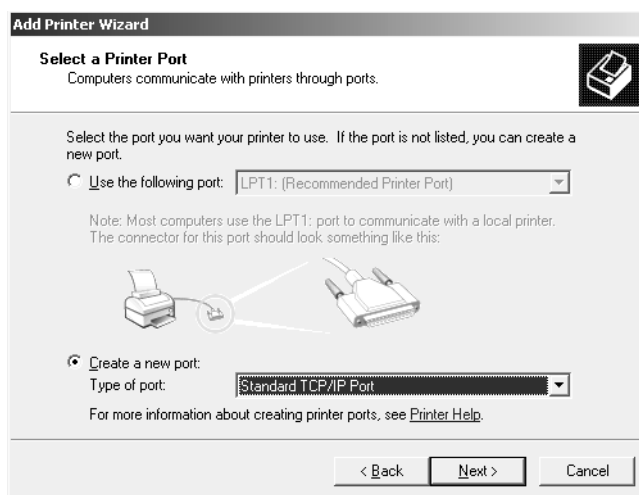 Add Printer Wizard
Select a Printer Port
Computers communicate with printers through ports.
Select the port you want your printer to use. If the port is not listed, you can create a
new port.
Use the following port: LPT1: (Recommended Printer Port)
Note: Most computers use the LPT1: port to communicate with a local printer.
The connector for this port should look something like this:
Create a new port:
Type of port: Standard TCP/IP Port
For more information about creating printer ports, see Printer Help.
< Back Next > Cancel